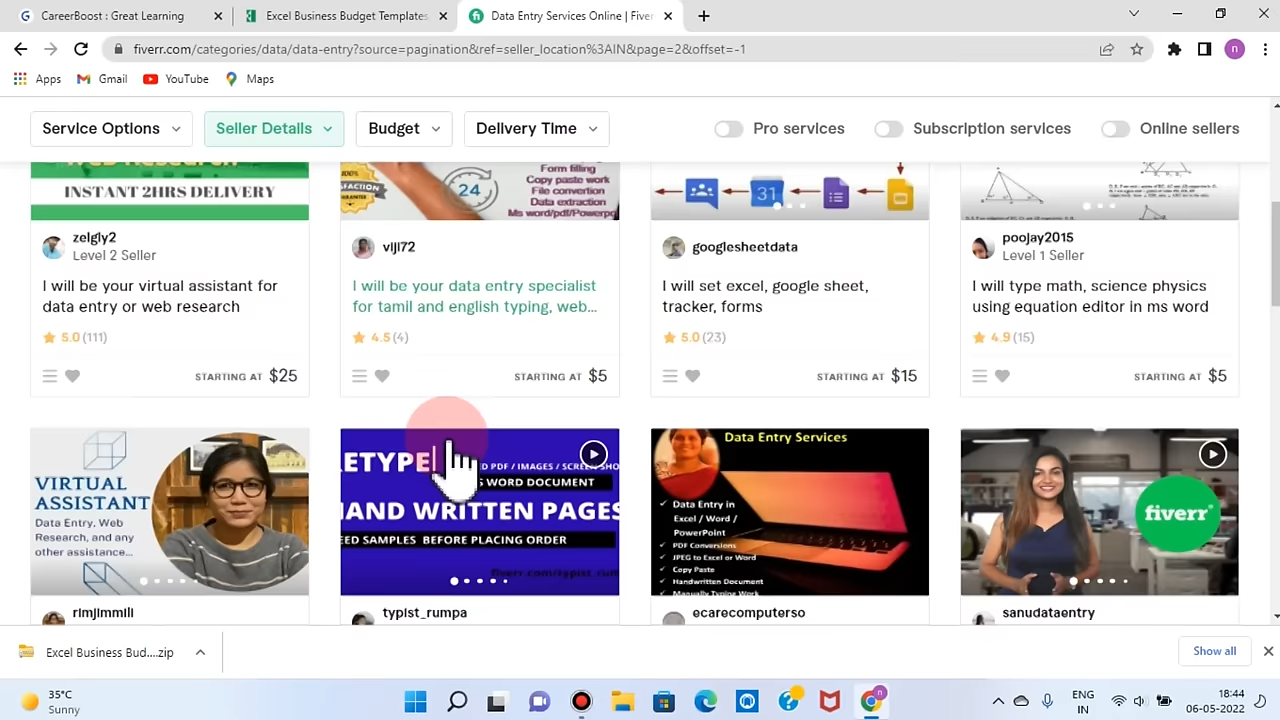 CareerBoost : Great Learning
Excel Business Budget Templates
Data Entry Services Online | Fiver
fiverr.com/categories/data/data-entry?source=pagination&ref=seller_location%3AIN&page=2&offset=-1
n
Apps
Gmail
YouTube
Maps
Service Options
Seller Details
Budget
Delivery Time
Pro services
Subscription services
Online sellers
INSTANT 2HRS DELIVERY
24
Form filling
Copy paste work
File convertion
Data extraction
31
zelgly2
Level 2 Seller
viji72
googlesheetdata
poojay2015
Level 1 Seller
I will be your virtual assistant for
data entry or web research
I will be your data entry specialist
for tamil and english typing, web...
I will set excel, google sheet,
tracker, forms
I will type math, science physics
using equation editor in ms word
5.0 (111)
4.5 (4)
5.0 (23)
4.9 (15)
STARTING AT $25
STARTING AT $5
STARTING AT $15
STARTING AT $5
VIRTUAL
ASSISTANT
Data Entry, Web
Research, and any
other assistance...
ETYPE
PDF / IMAGES /
WORD DOCUMENT
HAND WRITTEN PAGES
SAMPLES BEFORE PLACING ORDER
Data Entry Services
Data Entry in
Excel / Word /
PowerPoint
PDF Conversions
JPEG to Excel or Word
Copy Paste
Handwritten Document
Manually Typing Work
fiverr
rimjimmili
typist_rumpa
ecarecomputerso
sanudataentry
Excel Business Bud....zip
Show all
35°C
Sunny
ENG
IN
18:44
06-05-2022